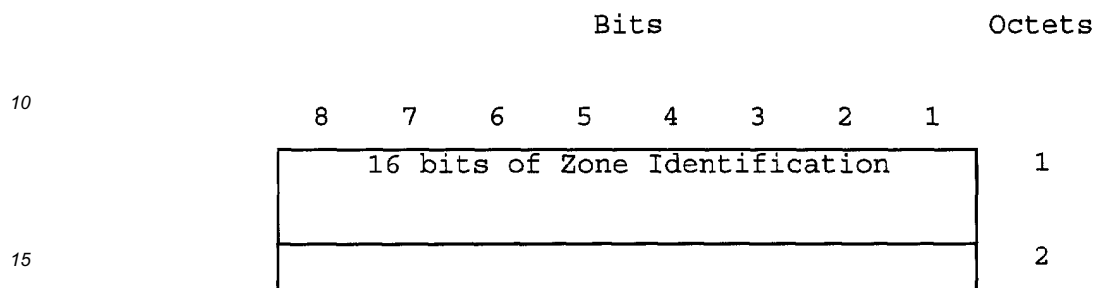 Bits Octets
10
8 7 6 5 4 3 2 1
16 bits of Zone Identification 1
15 2